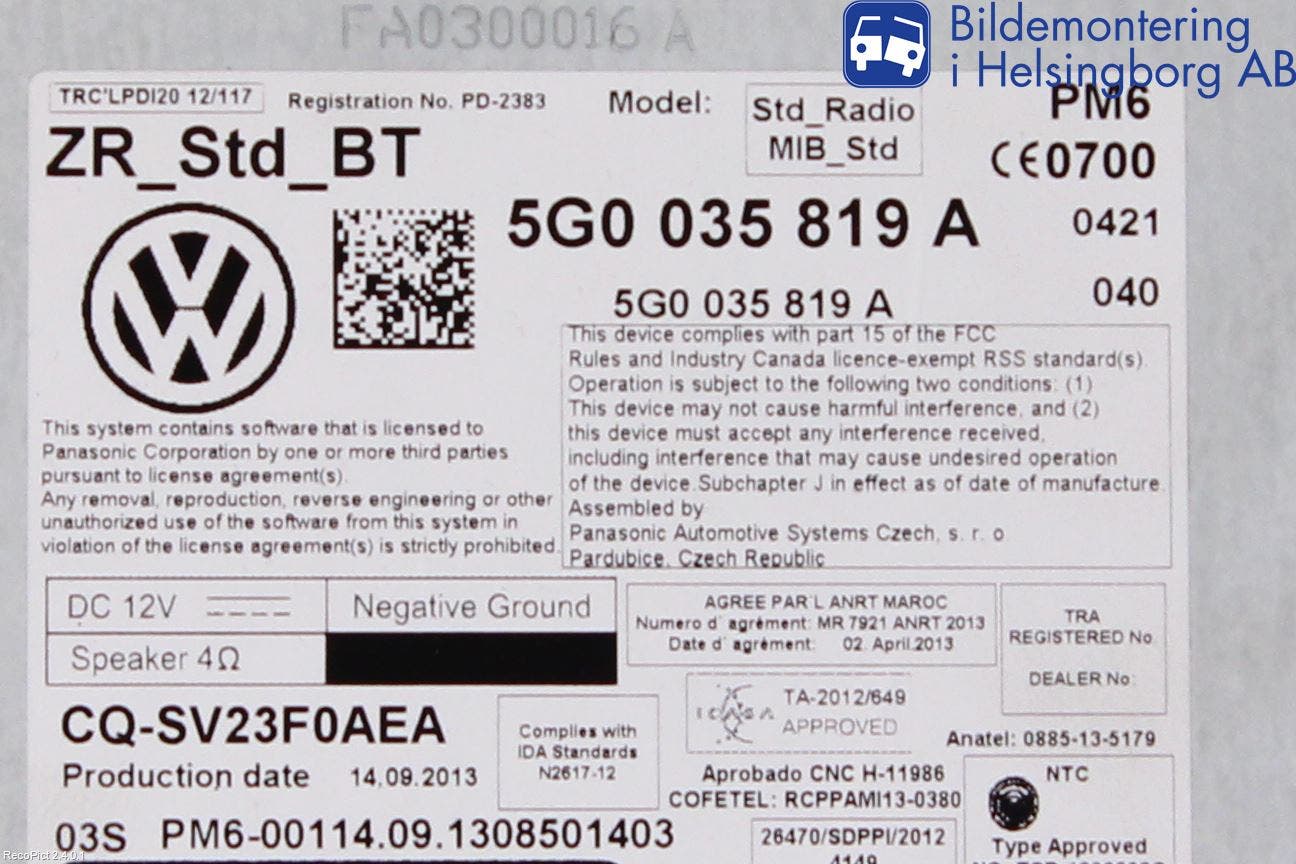 FA0300016 A
Bildemontering
i Helsingborg AB
TRC'LPDI20 12/117
Registration No. PD-2383
Model:
Std_Radio
MIB_Std
PM6
ZR_Std_BT
CE0700
5G0 035 819 A
0421
5G0 035 819 A
040
This device complies with part 15 of the FCC
Rules and Industry Canada licence-exempt RSS standard(s).
Operation is subject to the following two conditions: (1)
This device may not cause harmful interference, and (2)
this device must accept any interference received,
including interference that may cause undesired operation
of the device.Subchapter J in effect as of date of manufacture.
Assembled by
Panasonic Automotive Systems Czech, s. r. o.
Pardubice, Czech Republic
This system contains software that is licensed to
Panasonic Corporation by one or more third parties
pursuant to license agreement(s).
Any removal, reproduction, reverse engineering or other
unauthorized use of the software from this system in
violation of the license agreement(s) is strictly prohibited.
DC 12V
Negative Ground
Speaker 4Ω
AGREE PAR'L ANRT MAROC
Numero d' agrément: MR 7921 ANRT 2013
Date d' agrément: 02. April.2013
TRA
REGISTERED No:
DEALER No:
ICASA
TA-2012/649
APPROVED
CQ-SV23F0AEA
Complies with
IDA Standards
N2617-12
Anatel: 0885-13-5179
Production date 14.09.2013
Aprobado CNC H-11986
COFETEL: RCPPAMI13-0380
NTC
Type Approved
03S PM6-00114.09.1308501403
26470/SDPPI/2012
4149
RecoPict 2.4.0.1